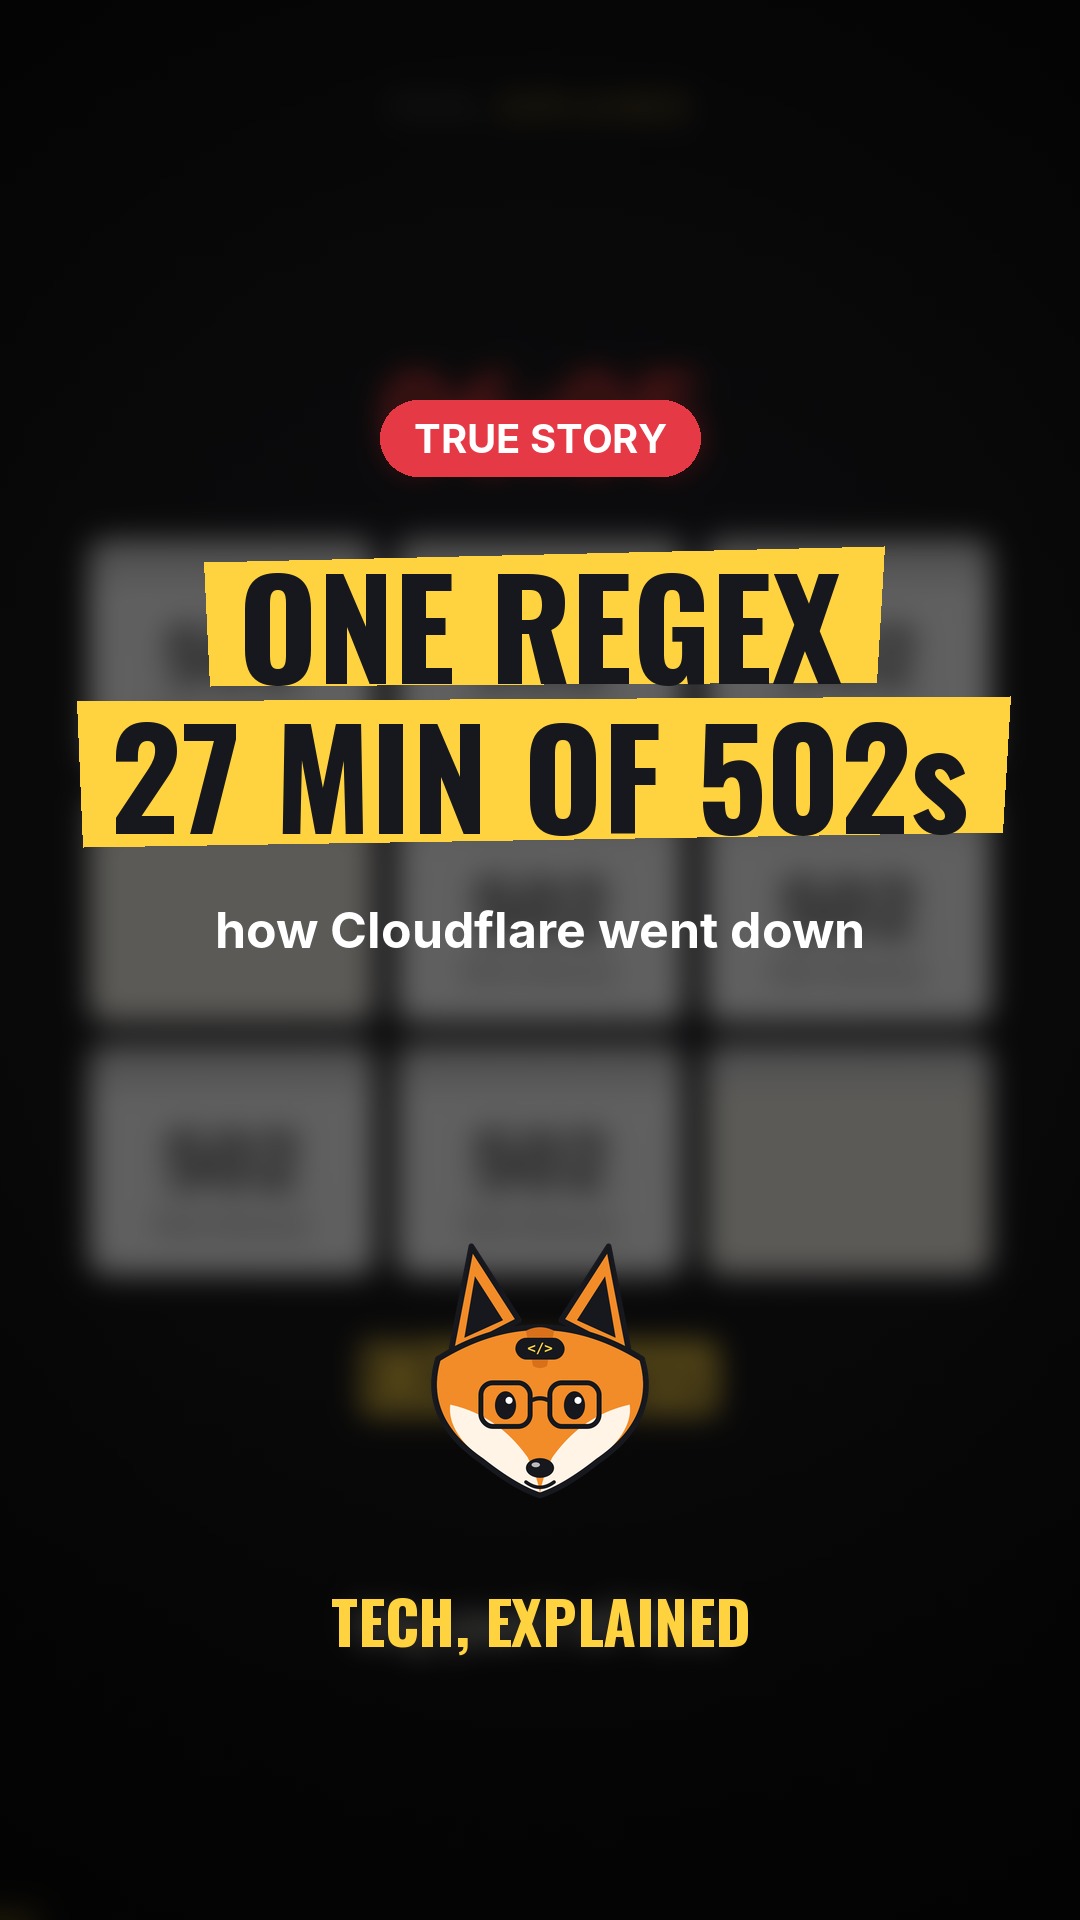 TRUE STORY
ONE REGEX
27 MIN OF 502s
how Cloudflare went down
</>
TECH, EXPLAINED